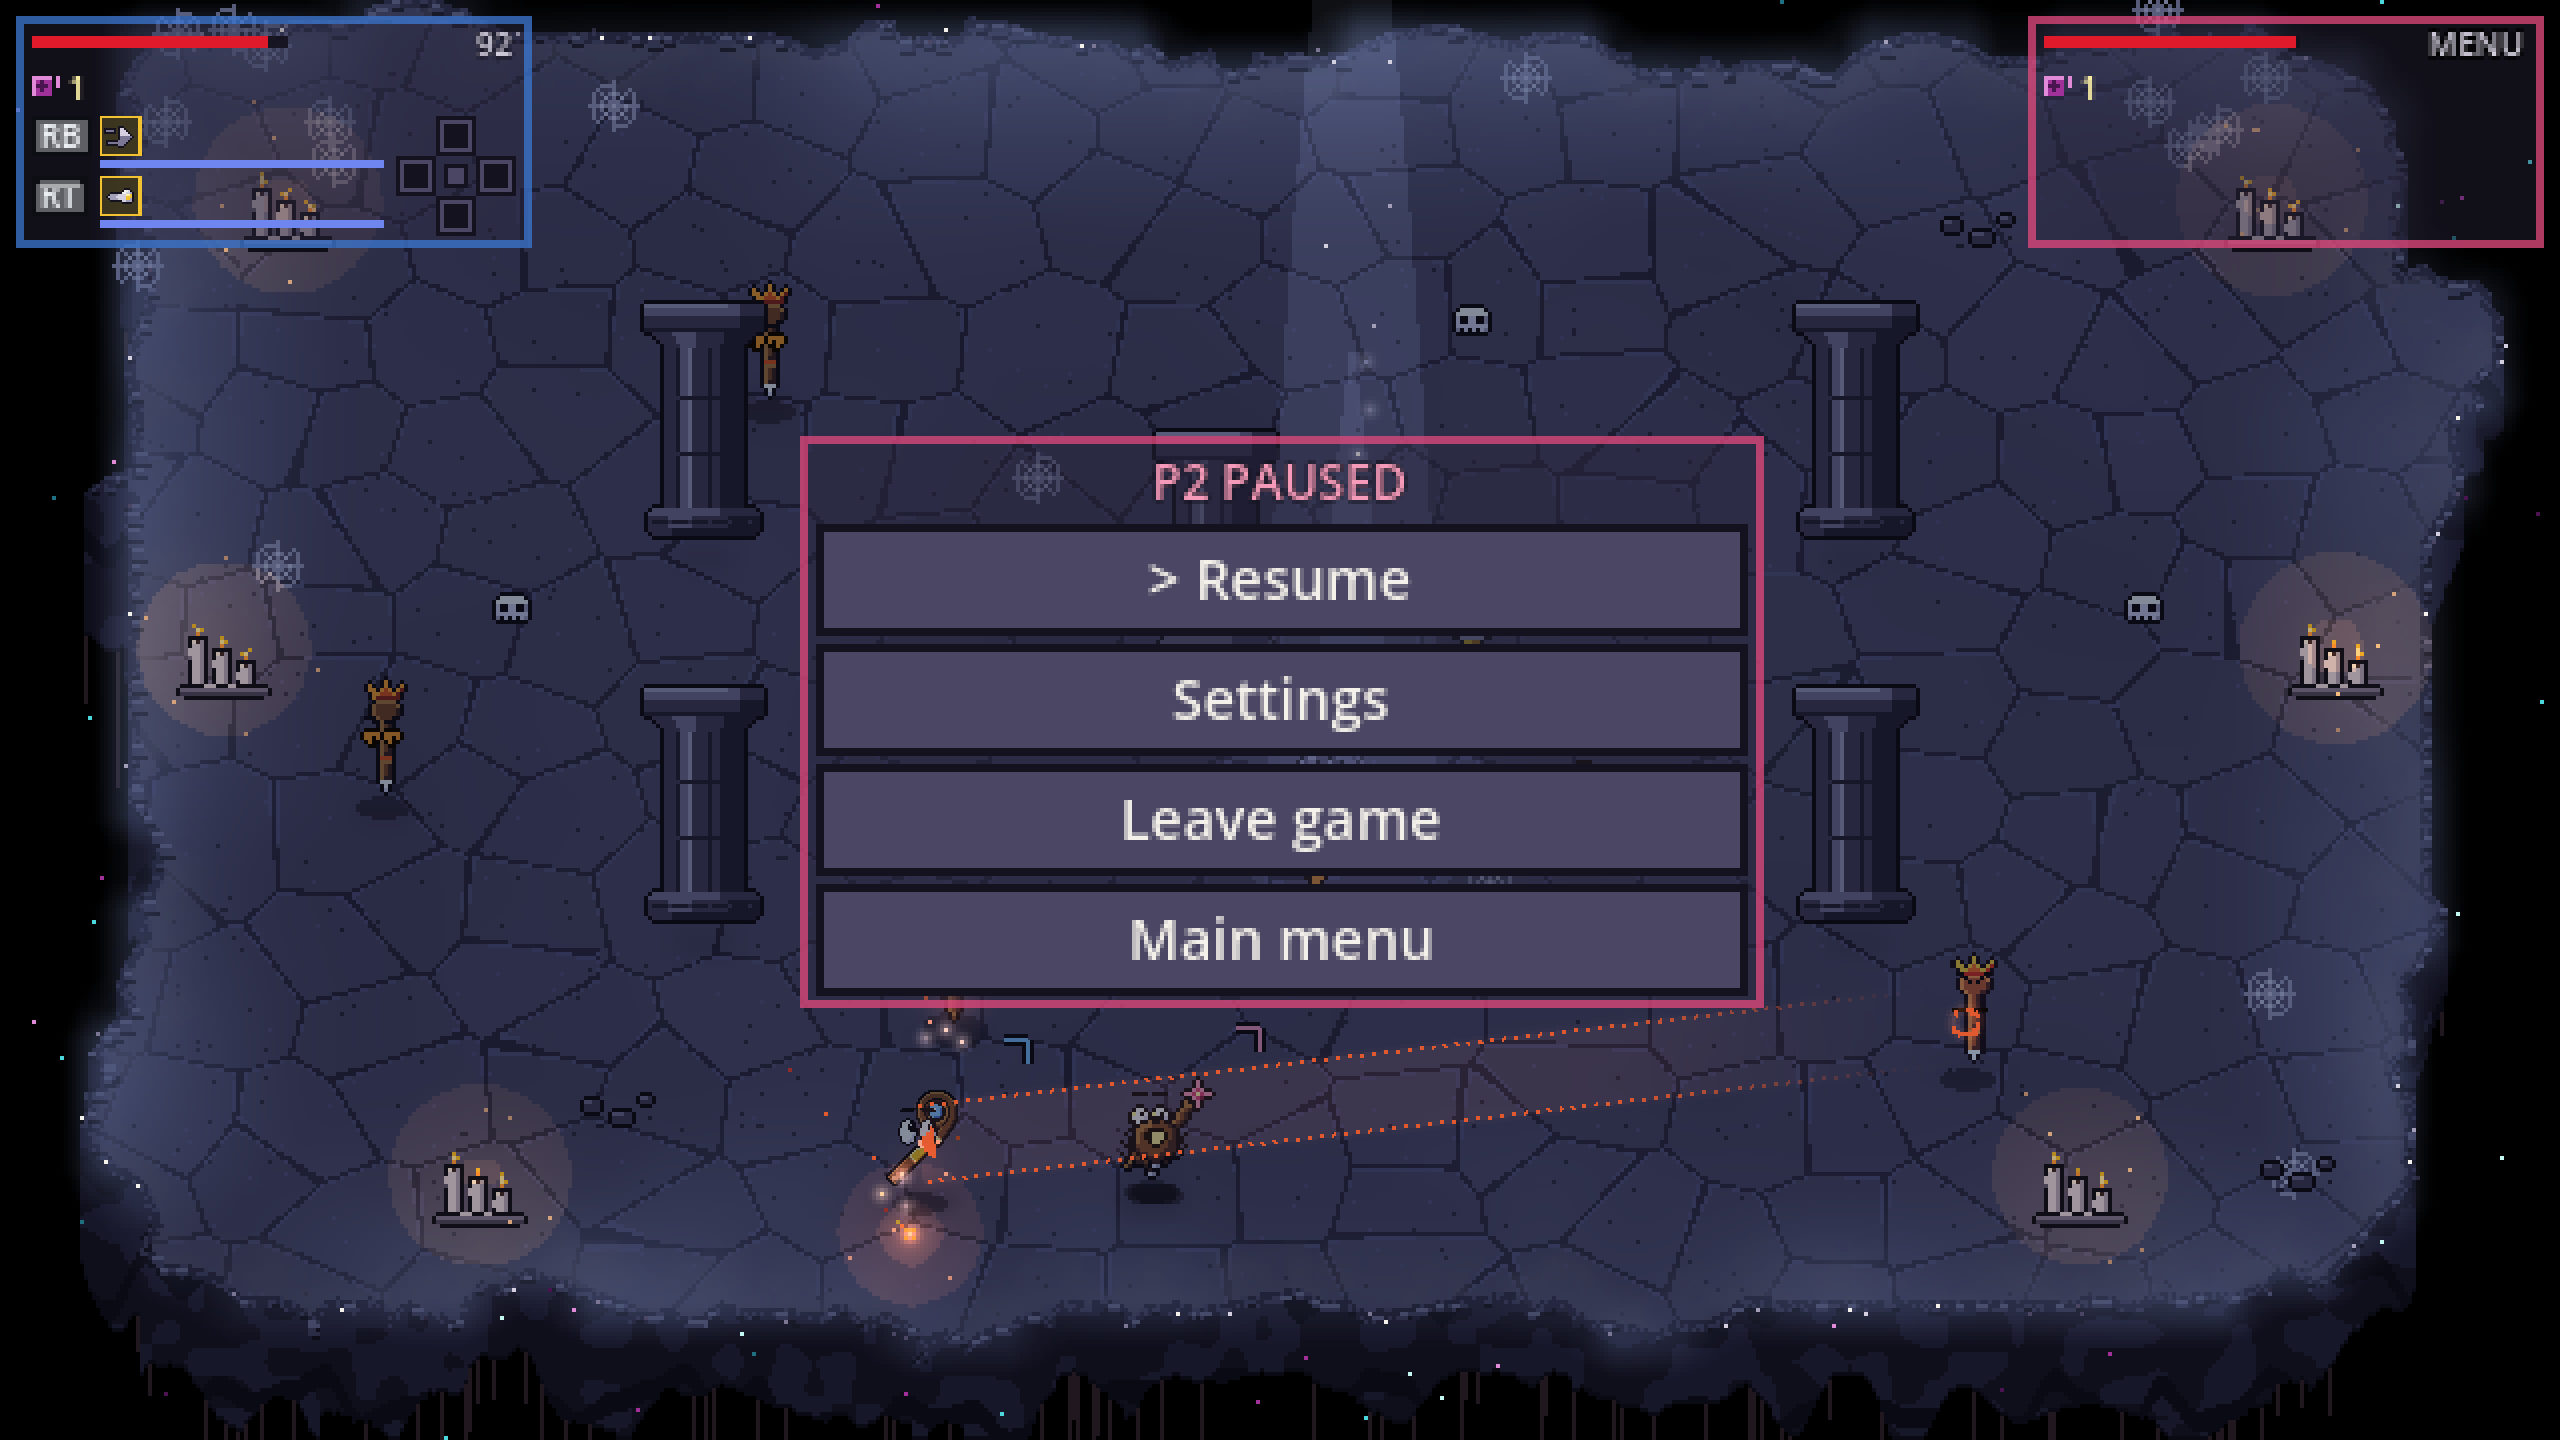 92
1
RB
RT
MENU
1
P2 PAUSED
> Resume
Settings
Leave game
Main menu